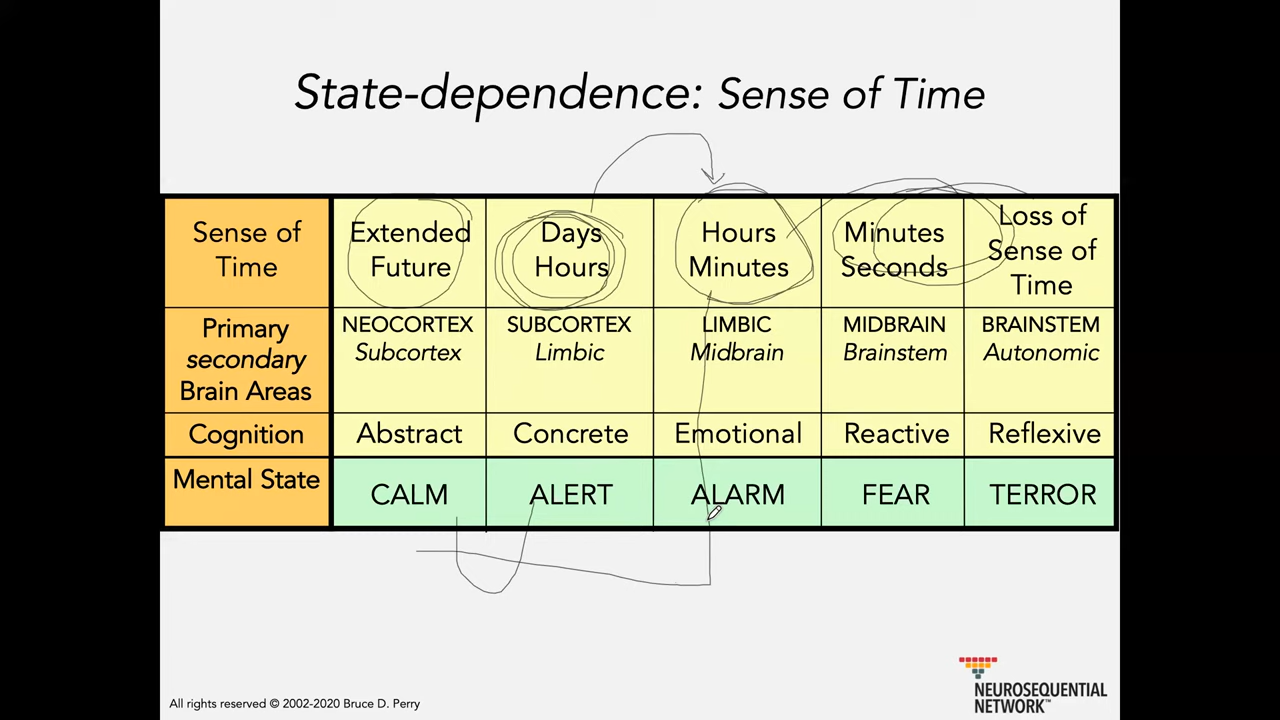 State-dependence: Sense of Time
Sense of
Time
Extended
Future
Days
Hours
Hours
Minutes
Minutes
Seconds
Loss of
Sense of
Time
Primary
secondary
Brain Areas
NEOCORTEX
Subcortex
SUBCORTEX
Limbic
LIMBIC
Midbrain
MIDBRAIN
Brainstem
BRAINSTEM
Autonomic
Cognition
Abstract
Concrete
Emotional
Reactive
Reflexive
Mental State
CALM
ALERT
ALARM
FEAR
TERROR
All rights reserved © 2002-2020 Bruce D. Perry
NEUROSEQUENTIAL
NETWORK™